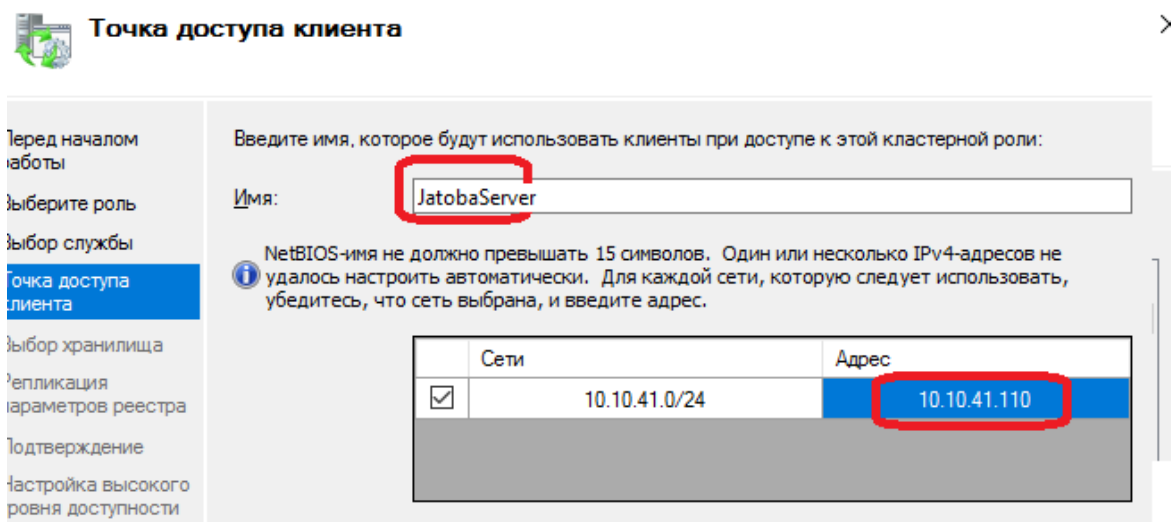 Точка доступа клиента
Перед началом
работы
Введите имя, которое будут использовать клиенты при доступе к этой кластерной роли:
Выберите роль
Имя:
JatobaServer
Выбор службы
NetBIOS-имя не должно превышать 15 символов. Один или несколько IPv4-адресов не
удалось настроить автоматически. Для каждой сети, которую следует использовать,
убедитесь, что сеть выбрана, и введите адрес.
Точка доступа
клиента
Выбор хранилища
Репликация
параметров реестра
Подтверждение
Настройка высокого
уровня доступности
Сети Адрес
10.10.41.0/24 10.10.41.110